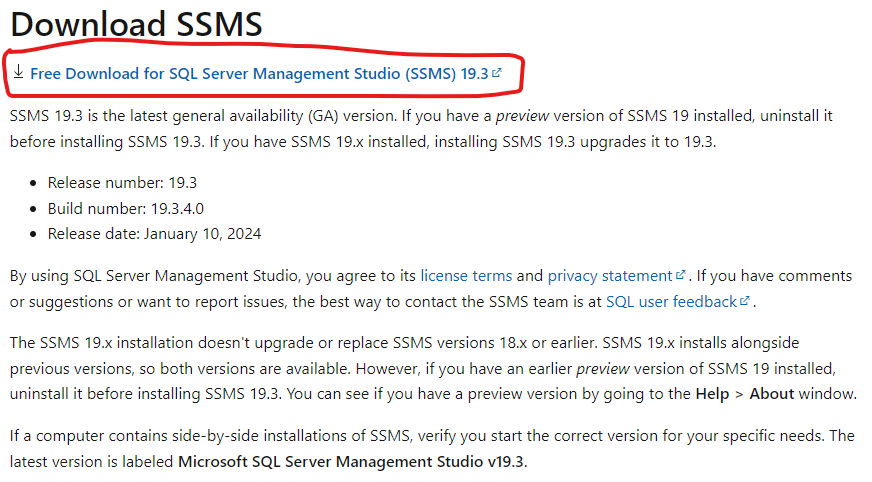 Download SSMS
Free Download for SQL Server Management Studio (SSMS) 19.3
SSMS 19.3 is the latest general availability (GA) version. If you have a preview version of SSMS 19 installed, uninstall it
before installing SSMS 19.3. If you have SSMS 19.x installed, installing SSMS 19.3 upgrades it to 19.3.
• Release number: 19.3
• Build number: 19.3.4.0
• Release date: January 10, 2024
By using SQL Server Management Studio, you agree to its license terms and privacy statement. If you have comments
or suggestions or want to report issues, the best way to contact the SSMS team is at SQL user feedback.
The SSMS 19.x installation doesn't upgrade or replace SSMS versions 18.x or earlier. SSMS 19.x installs alongside
previous versions, so both versions are available. However, if you have an earlier preview version of SSMS 19 installed,
uninstall it before installing SSMS 19.3. You can see if you have a preview version by going to the Help > About window.
If a computer contains side-by-side installations of SSMS, verify you start the correct version for your specific needs. The
latest version is labeled Microsoft SQL Server Management Studio v19.3.